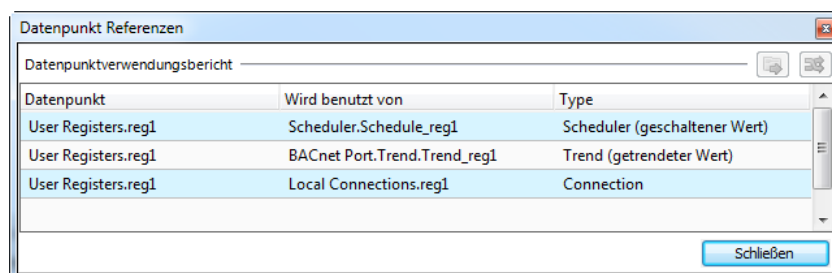 Datenpunkt Referenzen
Datenpunktverwendungsbericht
Datenpunkt Wird benutzt von Type
User Registers.reg1 Scheduler.Schedule_reg1 Scheduler (geschaltener Wert)
User Registers.reg1 BACnet Port.Trend.Trend_reg1 Trend (getrendeter Wert)
User Registers.reg1 Local Connections.reg1 Connection
Schließen